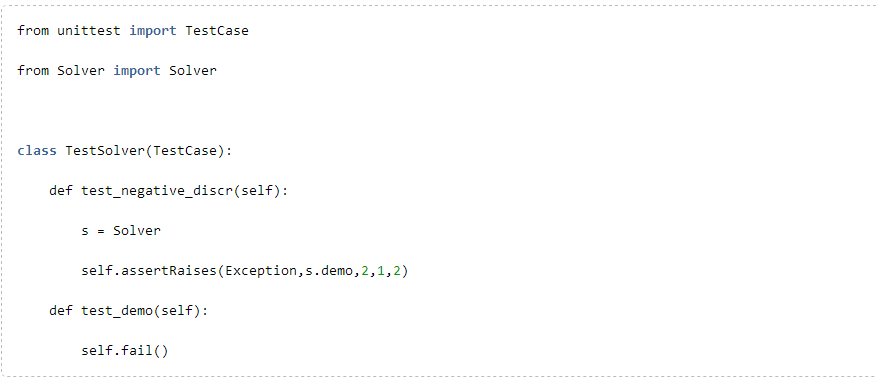 from unittest import TestCase
from Solver import Solver
class TestSolver(TestCase):
    def test_negative_discr(self):
        s = Solver
        self.assertRaises(Exception,s.demo,2,1,2)
    def test_demo(self):
        self.fail()